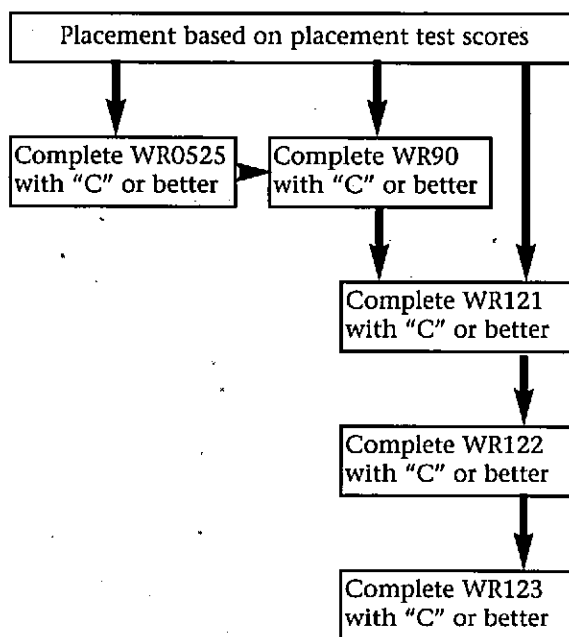 Placement based on placement test scores
Complete WR0525
with “C” or better
Complete WR90
with “C” or better
Complete WR121
with “C” or better
Complete WR122
with “C” or better
Complete WR123
with “C” or better